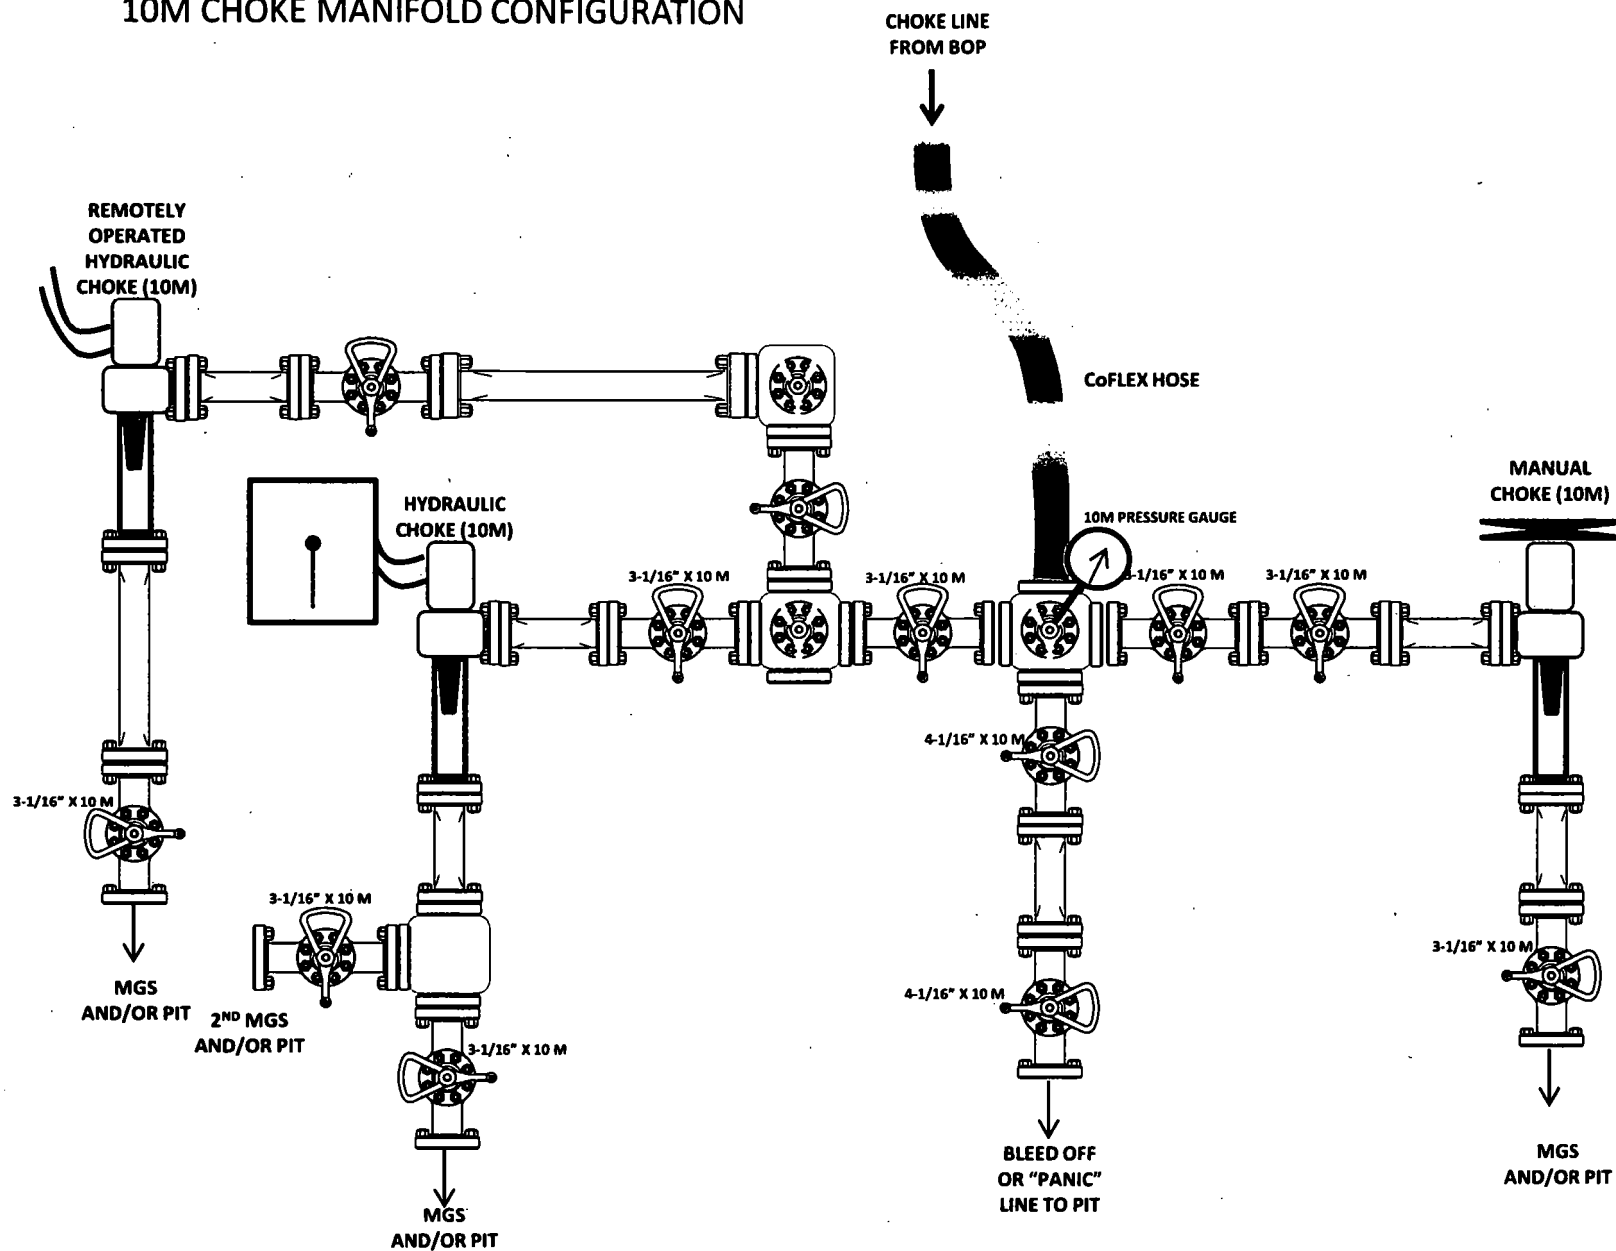 10M CHOKE MANIFOLD CONFIGURATION
CHOKE LINE
FROM BOP
REMOTELY
OPERATED
HYDRAULIC
CHOKE (10M)
CoFLEX HOSE
MANUAL
CHOKE (10M)
HYDRAULIC
CHOKE (10M)
10M PRESSURE GAUGE
3-1/16" X 10 M
3-1/16" X 10 M
3-1/16" X 10 M
3-1/16" X 10 M
4-1/16" X 10 M
3-1/16" X 10 M
3-1/16" X 10 M
3-1/16" X 10 M
4-1/16" X 10 M
MGS
AND/OR PIT
2ND MGS
AND/OR PIT
3-1/16" X 10 M
BLEED OFF
OR “PANIC”
LINE TO PIT
MGS
AND/OR PIT
MGS
AND/OR PIT